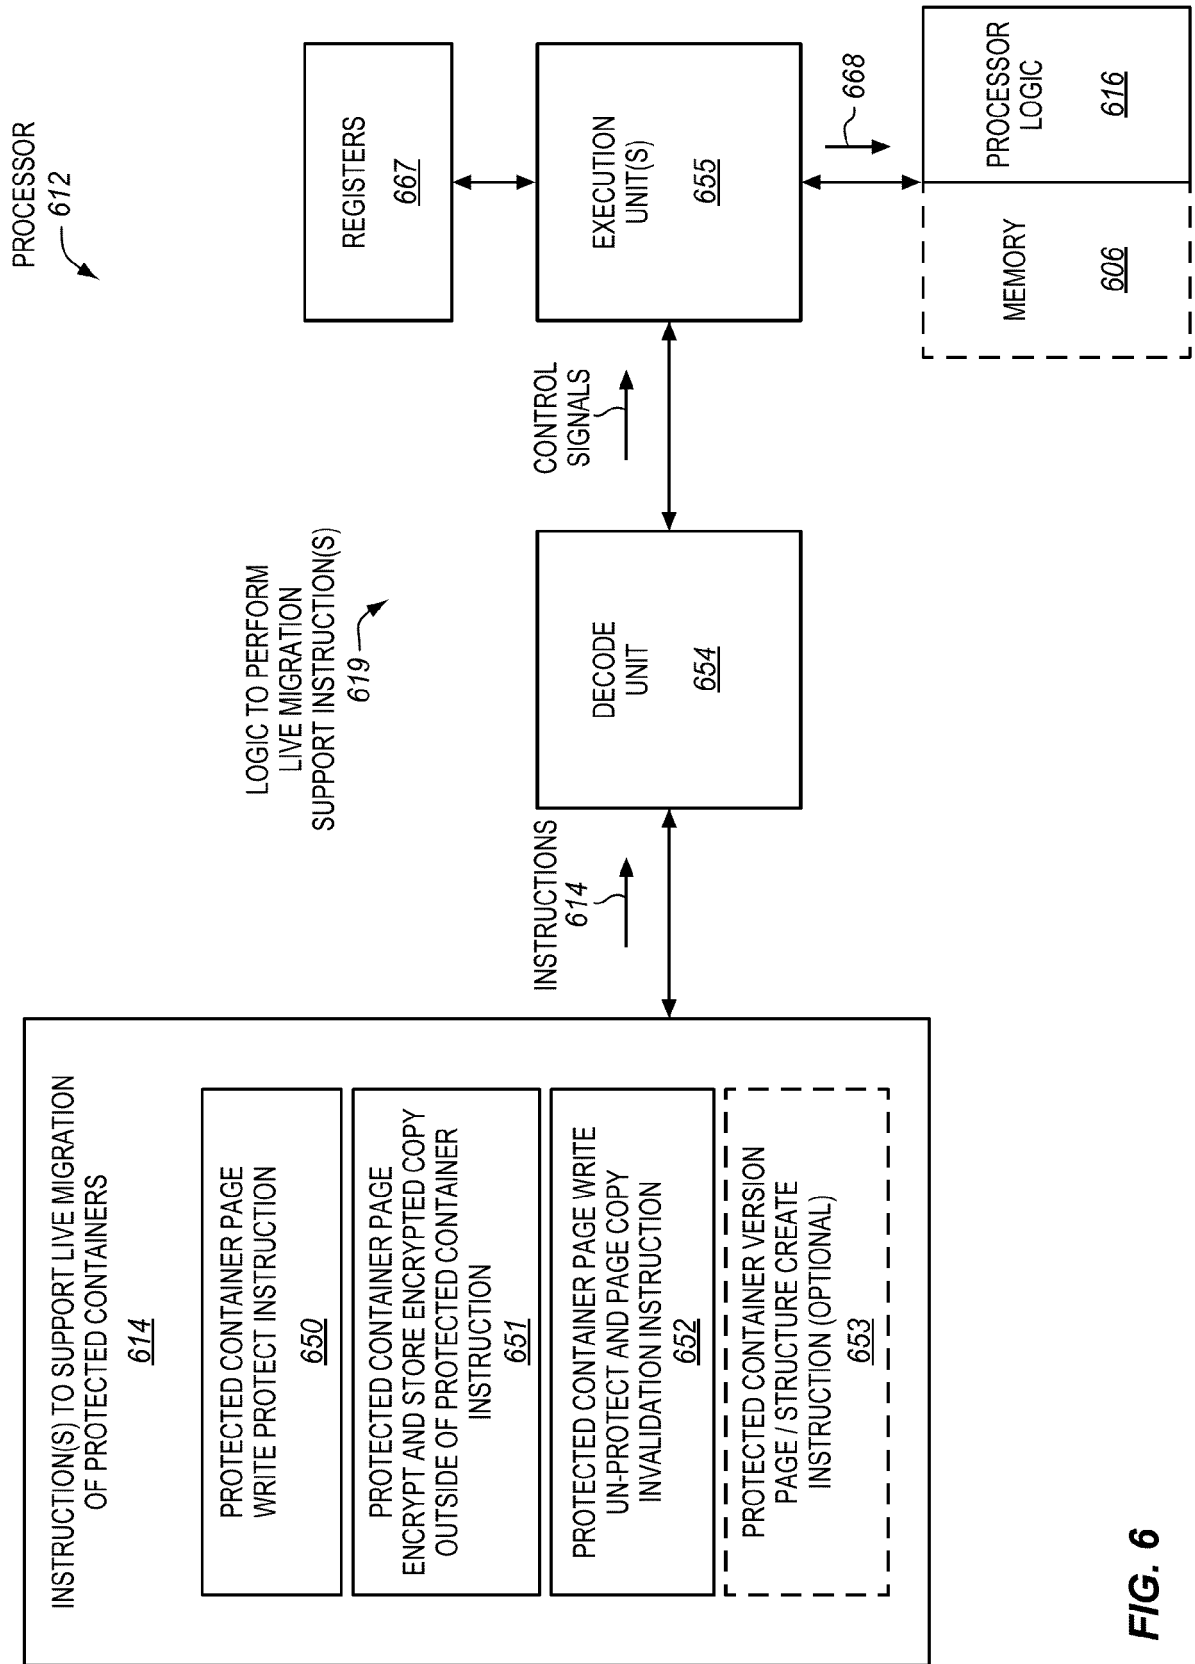 PROCESSOR
612
INSTRUCTION(S) TO SUPPORT LIVE MIGRATION
OF PROTECTED CONTAINERS
614
PROTECTED CONTAINER PAGE
WRITE PROTECT INSTRUCTION
650
PROTECTED CONTAINER PAGE
ENCRYPT AND STORE ENCRYPTED COPY
OUTSIDE OF PROTECTED CONTAINER
INSTRUCTION
651
PROTECTED CONTAINER PAGE WRITE
UN-PROTECT AND PAGE COPY
INVALIDATION INSTRUCTION
652
PROTECTED CONTAINER VERSION
PAGE / STRUCTURE CREATE
INSTRUCTION (OPTIONAL)
653
LOGIC TO PERFORM
LIVE MIGRATION
SUPPORT INSTRUCTION(S)
619
INSTRUCTIONS
614
DECODE
UNIT
654
CONTROL
SIGNALS
REGISTERS
667
EXECUTION
UNIT(S)
655
668
MEMORY
606
PROCESSOR
LOGIC
616
FIG. 6